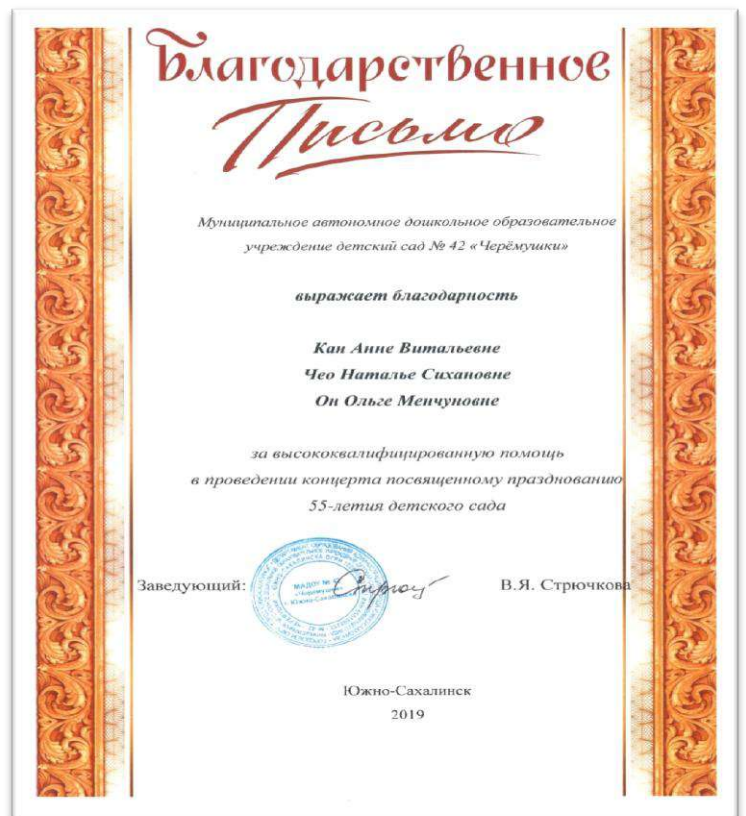 Благодарственное
Письмо
Муниципальное автономное дошкольное образовательное
учреждение детский сад № 42 «Черёмушки»
выражает благодарность
Кан Анне Витальевне
Чео Наталье Сихановне
Он Ольге Менчуновне
за высококвалифицированную помощь
в проведении концерта посвященному празднованию
55-летия детского сада
Заведующий:
В.Я. Стрючкова
Южно-Сахалинск
2019